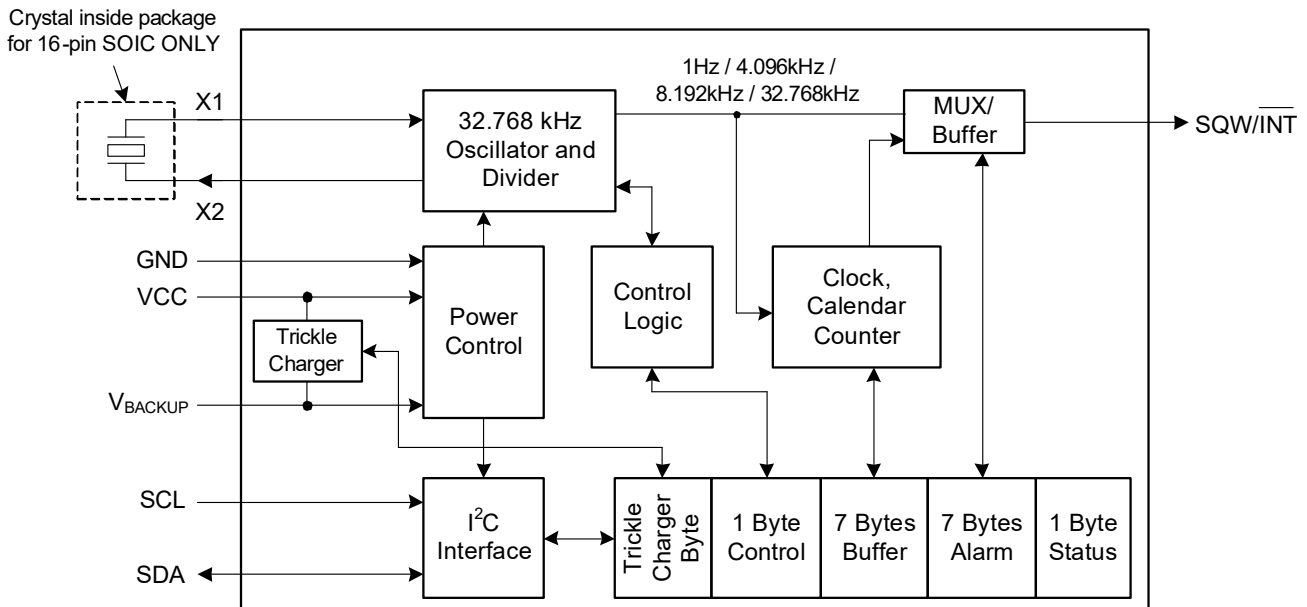 Crystal inside package
for 16-pin SOIC ONLY
X1
X2
32.768 kHz
Oscillator and
Divider
1Hz / 4.096kHz /
8.192kHz / 32.768kHz
MUX/
Buffer
SQW/INT
GND
VCC
Trickle
Charger
VBACKUP
Power
Control
Control
Logic
Clock,
Calendar
Counter
SCL
SDA
I²C
Interface
Trickle
Charger
Byte
1 Byte
Control
7 Bytes
Buffer
7 Bytes
Alarm
1 Byte
Status